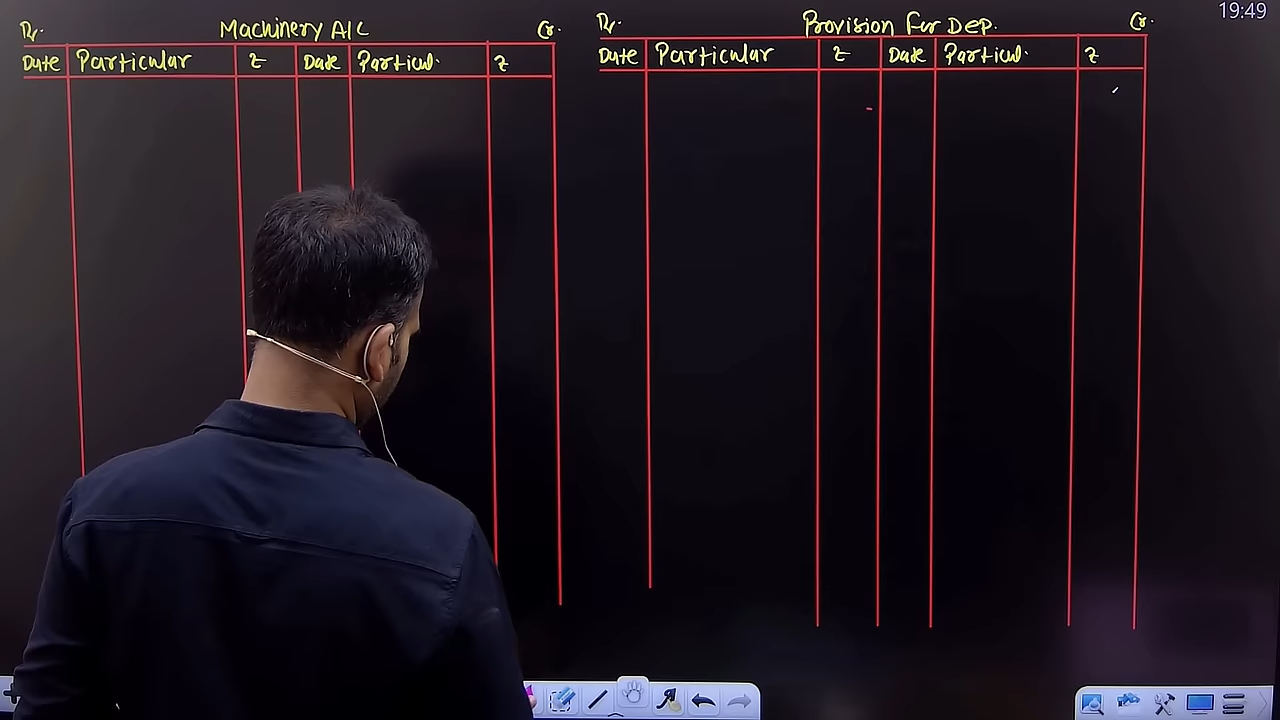 19:49
Dr. Machinery A/C Cr.
Date Particular ₹ Date Particul. ₹
Dr. Provision for Dep. Cr.
Date Particular ₹ Date Particul. ₹